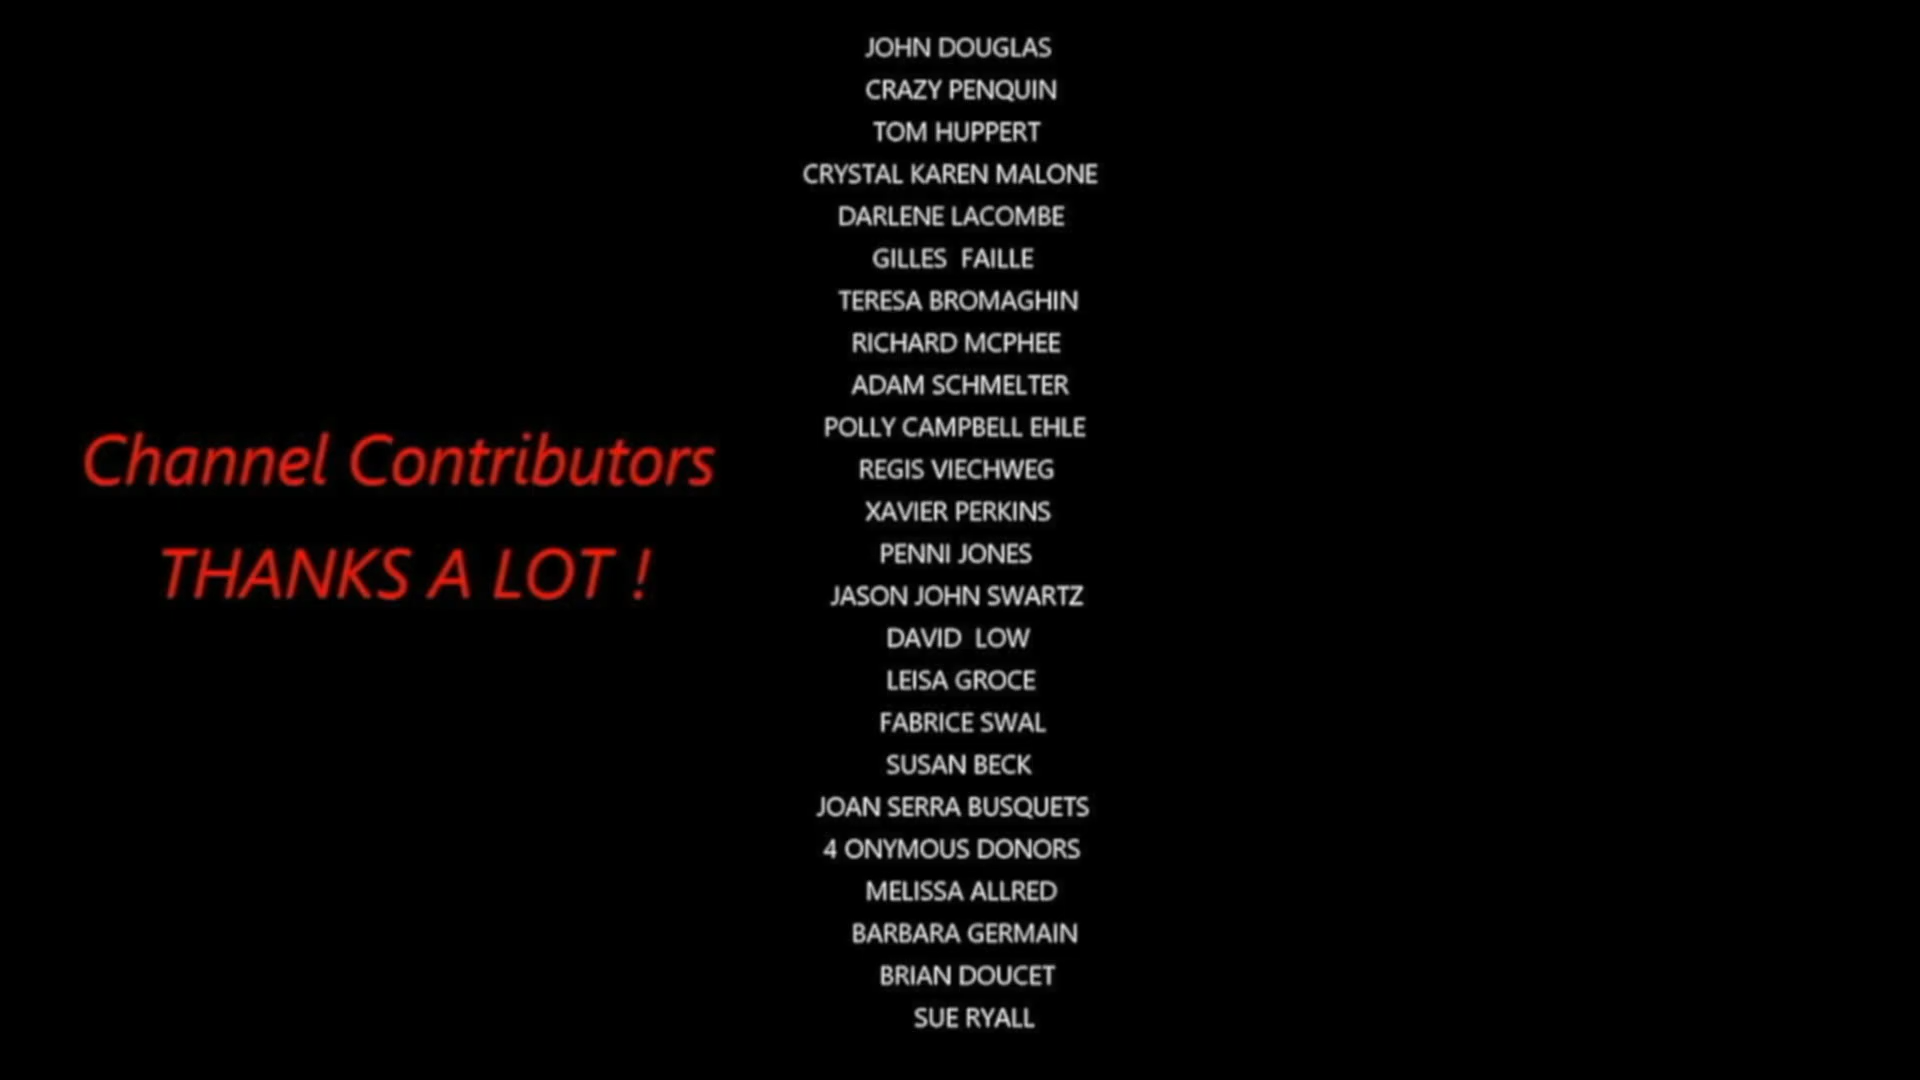 Channel Contributors
THANKS A LOT !
JOHN DOUGLAS
CRAZY PENQUIN
TOM HUPPERT
CRYSTAL KAREN MALONE
DARLENE LACOMBE
GILLES  FAILLE
TERESA BROMAGHIN
RICHARD MCPHEE
ADAM SCHMELTER
POLLY CAMPBELL EHLE
REGIS VIECHWEG
XAVIER PERKINS
PENNI JONES
JASON JOHN SWARTZ
DAVID  LOW
LEISA GROCE
FABRICE SWAL
SUSAN BECK
JOAN SERRA BUSQUETS
4 ONYMOUS DONORS
MELISSA ALLRED
BARBARA GERMAIN
BRIAN DOUCET
SUE RYALL